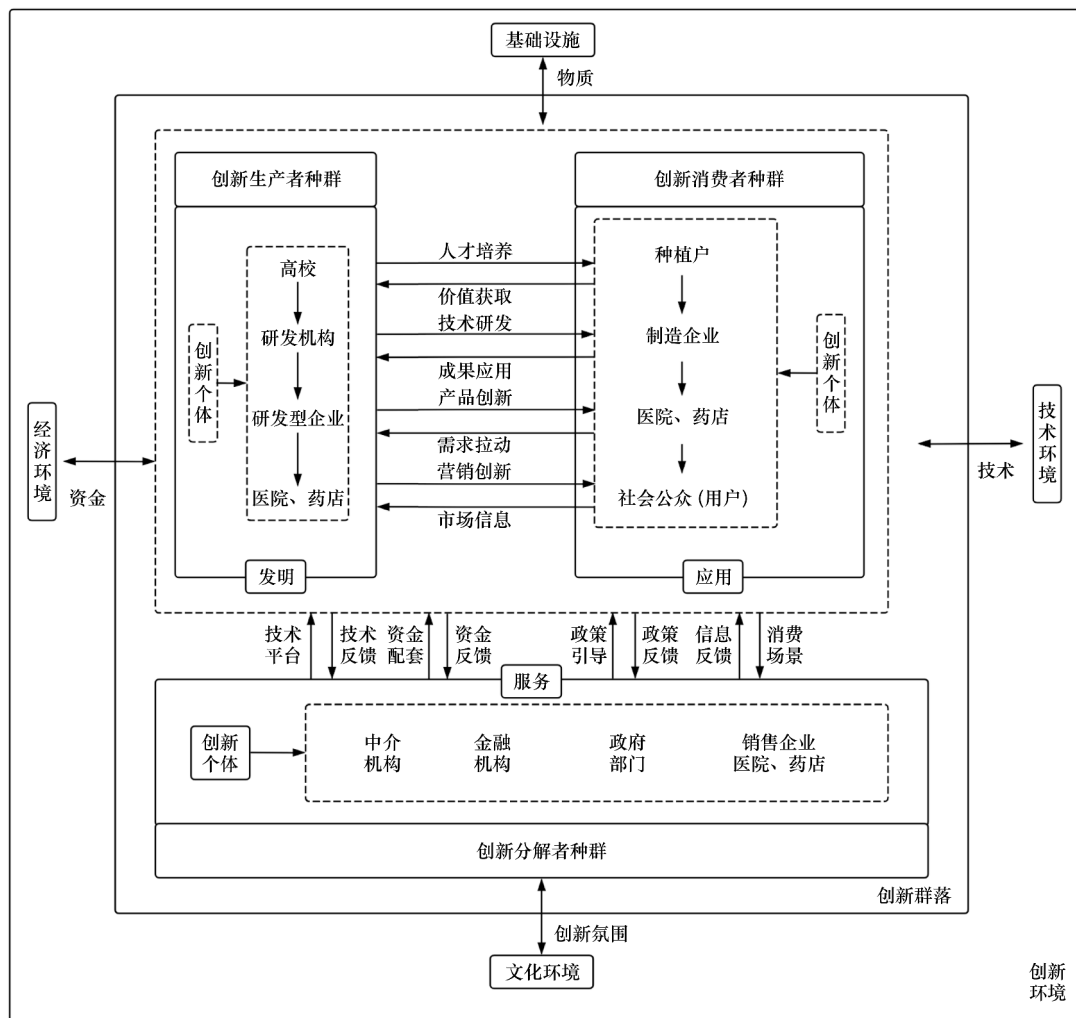 基础设施
物质
创新生产者种群
创新消费者种群
高校
研发机构
研发型企业
医院、药店
创新个体
发明
人才培养
价值获取
技术研发
成果应用
产品创新
需求拉动
营销创新
市场信息
种植户
制造企业
医院、药店
社会公众(用户)
创新个体
应用
经济环境
资金
技术环境
技术
技术
平台
技术
反馈
资金
配套
资金
反馈
政策
引导
政策
反馈
信息
反馈
消费
场景
服务
创新
个体
中介
机构
金融
机构
政府
部门
销售企业
医院、药店
创新分解者种群
创新群落
创新氛围
文化环境
创新
环境